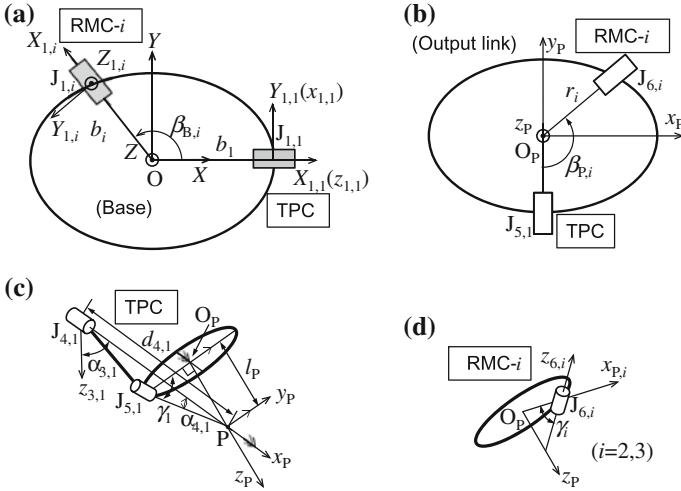 (a)
RMC-i
X1,i
Z1,i
J1,i
Y1,i
bi
βB,i
Y
Z
O
X
b1
Y1,1(x1,1)
J1,1
X1,1(z1,1)
(Base)
TPC
(b)
(Output link)
yP
RMC-i
J6,i
ri
zP
xP
OP
βP,i
J5,1
TPC
(c)
TPC
OP
J4,1
d4,1
α3,1
z3,1
lP
J5,1
γ1
α4,1
yP
P
xP
zP
(d)
RMC-i
z6,i
xP,i
J6,i
OP
γi
(i=2,3)
zP